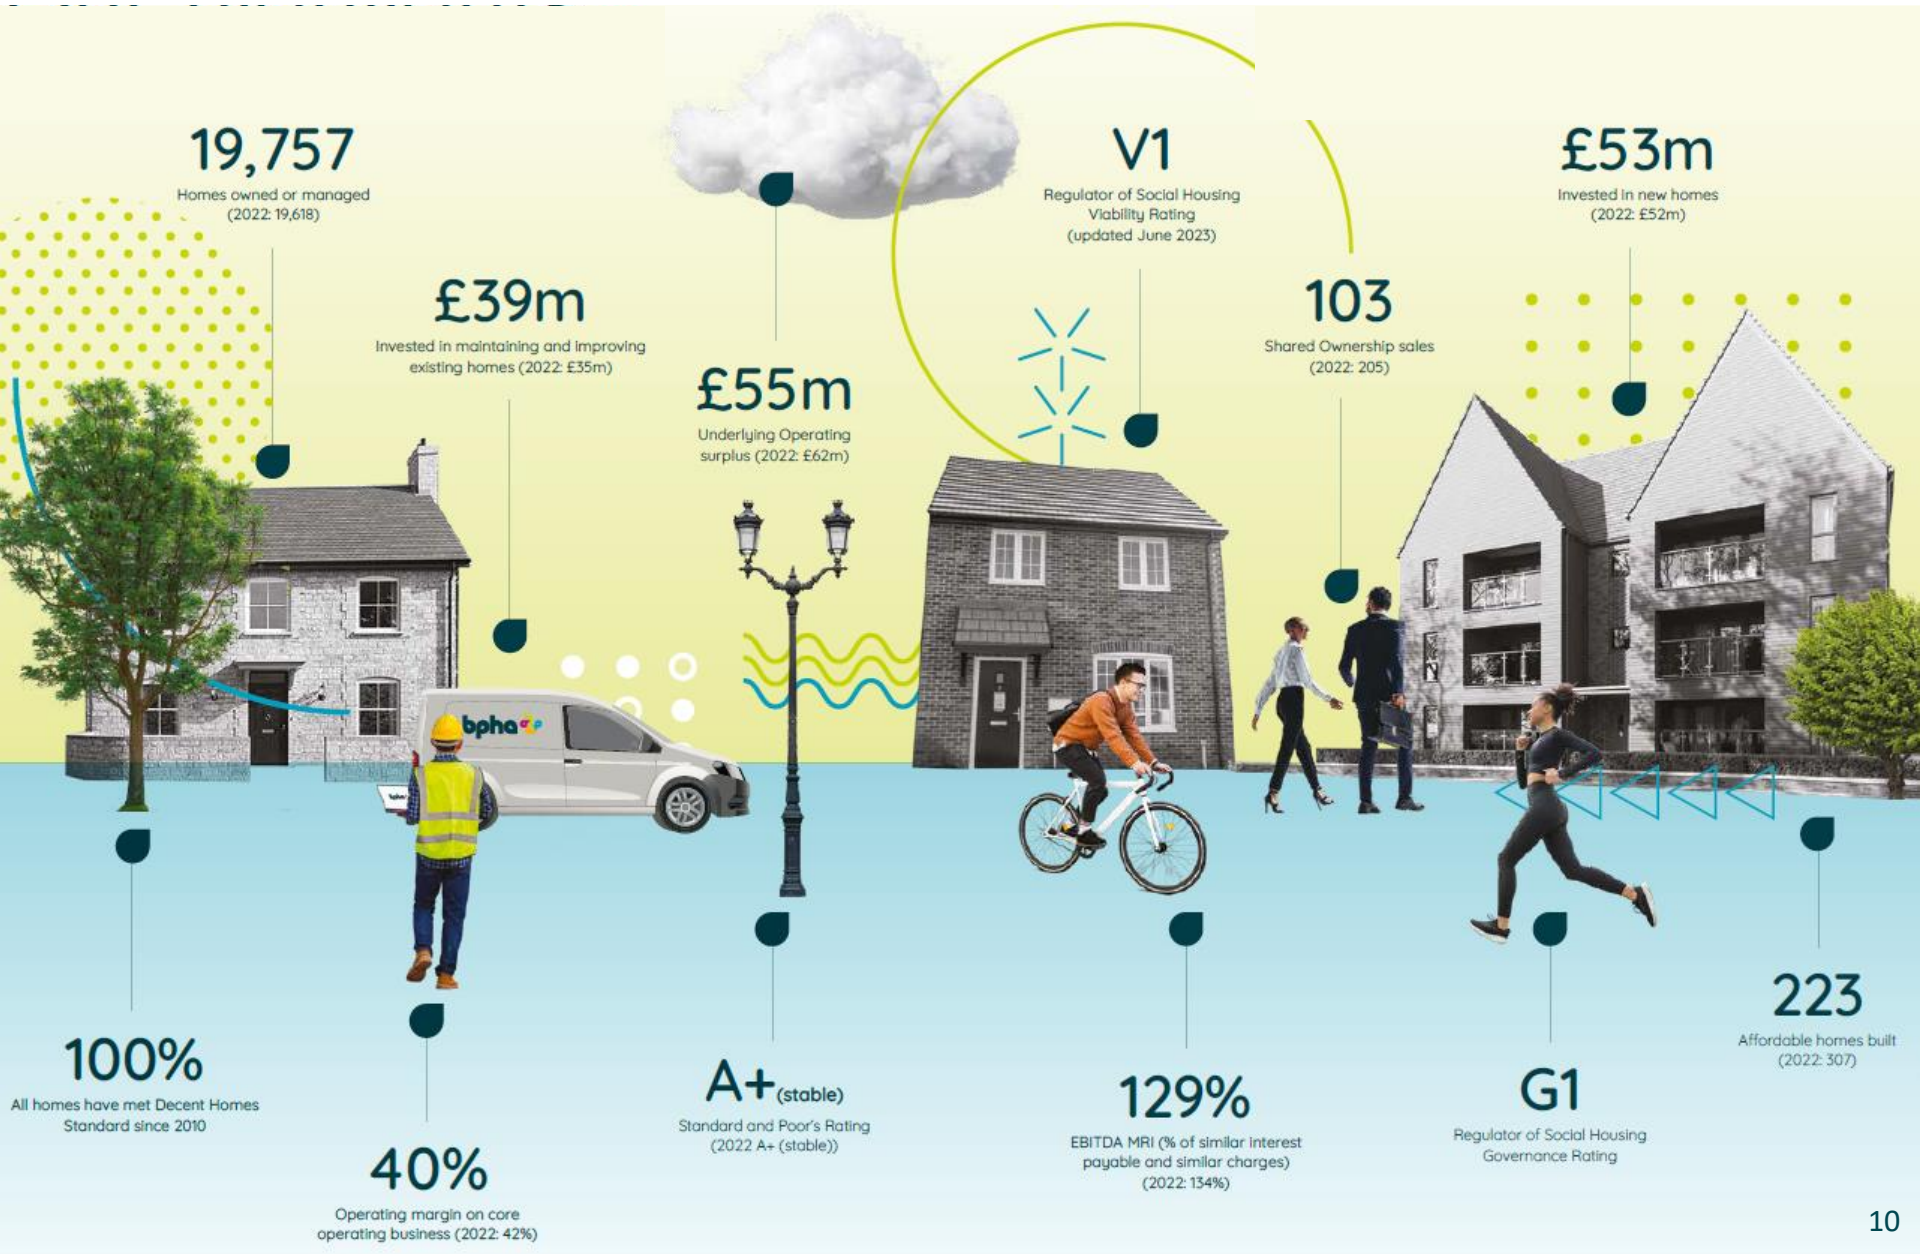 19,757
Homes owned or managed
(2022: 19,618)
£39m
Invested in maintaining and improving
existing homes (2022: £35m)
£55m
Underlying Operating
surplus (2022: £62m)
V1
Regulator of Social Housing
Viability Rating
(updated June 2023)
103
Shared Ownership sales
(2022: 205)
£53m
Invested in new homes
(2022: £52m)
bpha
100%
All homes have met Decent Homes
Standard since 2010
40%
Operating margin on core
operating business (2022: 42%)
A+ (stable)
Standard and Poor's Rating
(2022 A+ (stable))
129%
EBITDA MRI (% of similar interest
payable and similar charges)
(2022: 134%)
G1
Regulator of Social Housing
Governance Rating
223
Affordable homes built
(2022: 307)
10